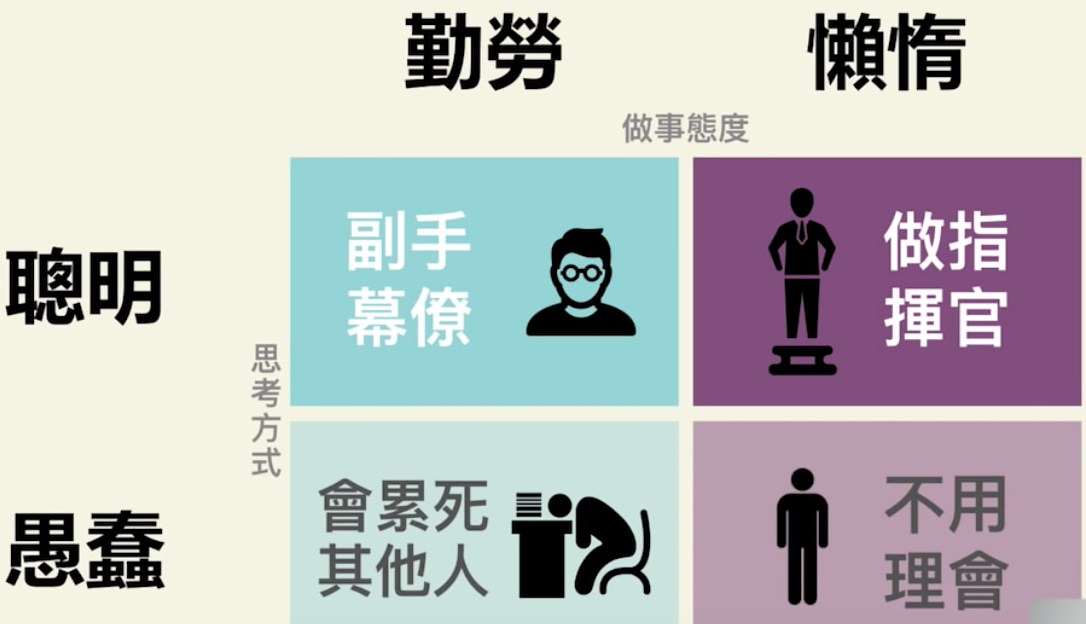 勤勞
懶惰
做事態度
聰明
思考方式
副手
幕僚
做指
揮官
愚蠢
會累死
其他人
不用
理會